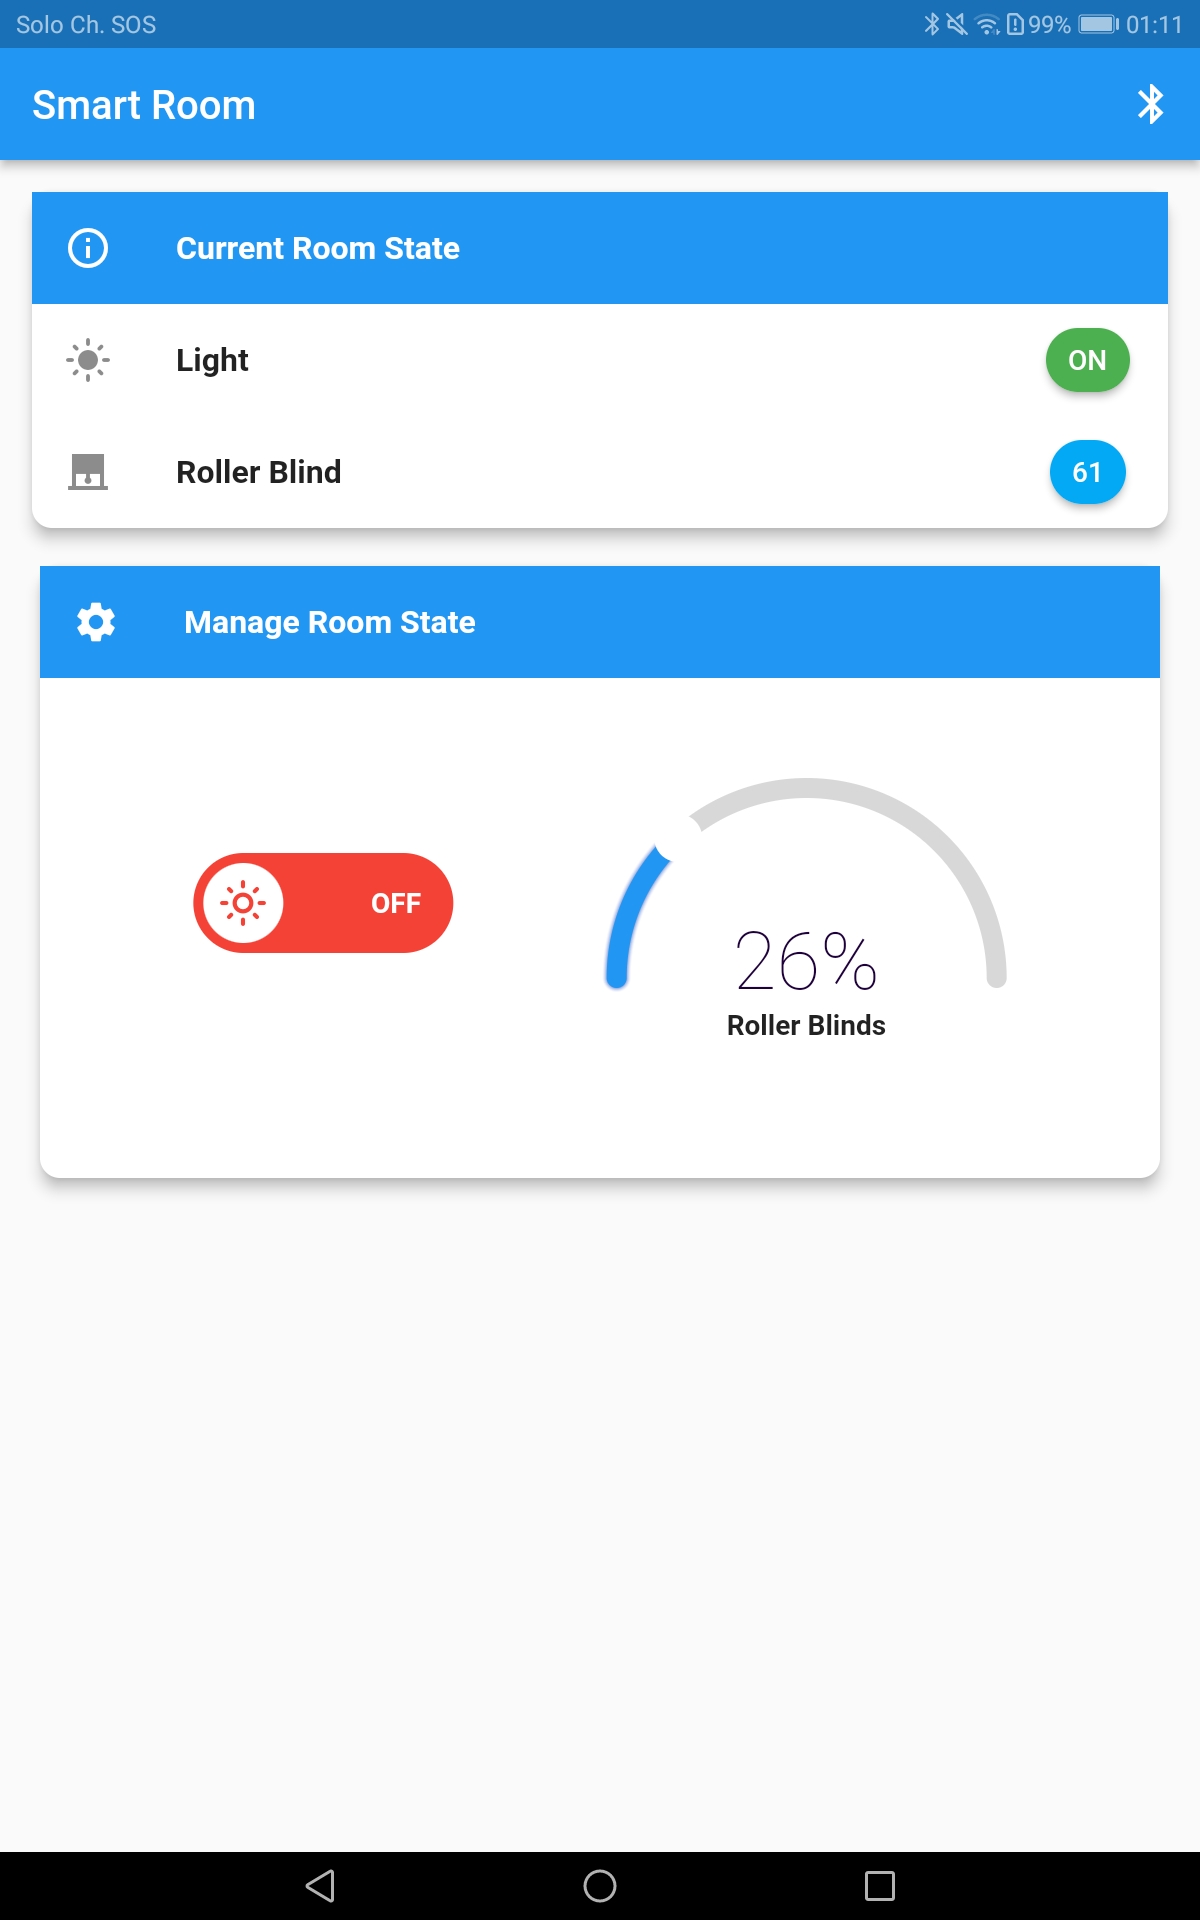 Solo Ch. SOS 99% 01:11
Smart Room
Current Room State
Light ON
Roller Blind 61
Manage Room State
OFF
26%
Roller Blinds